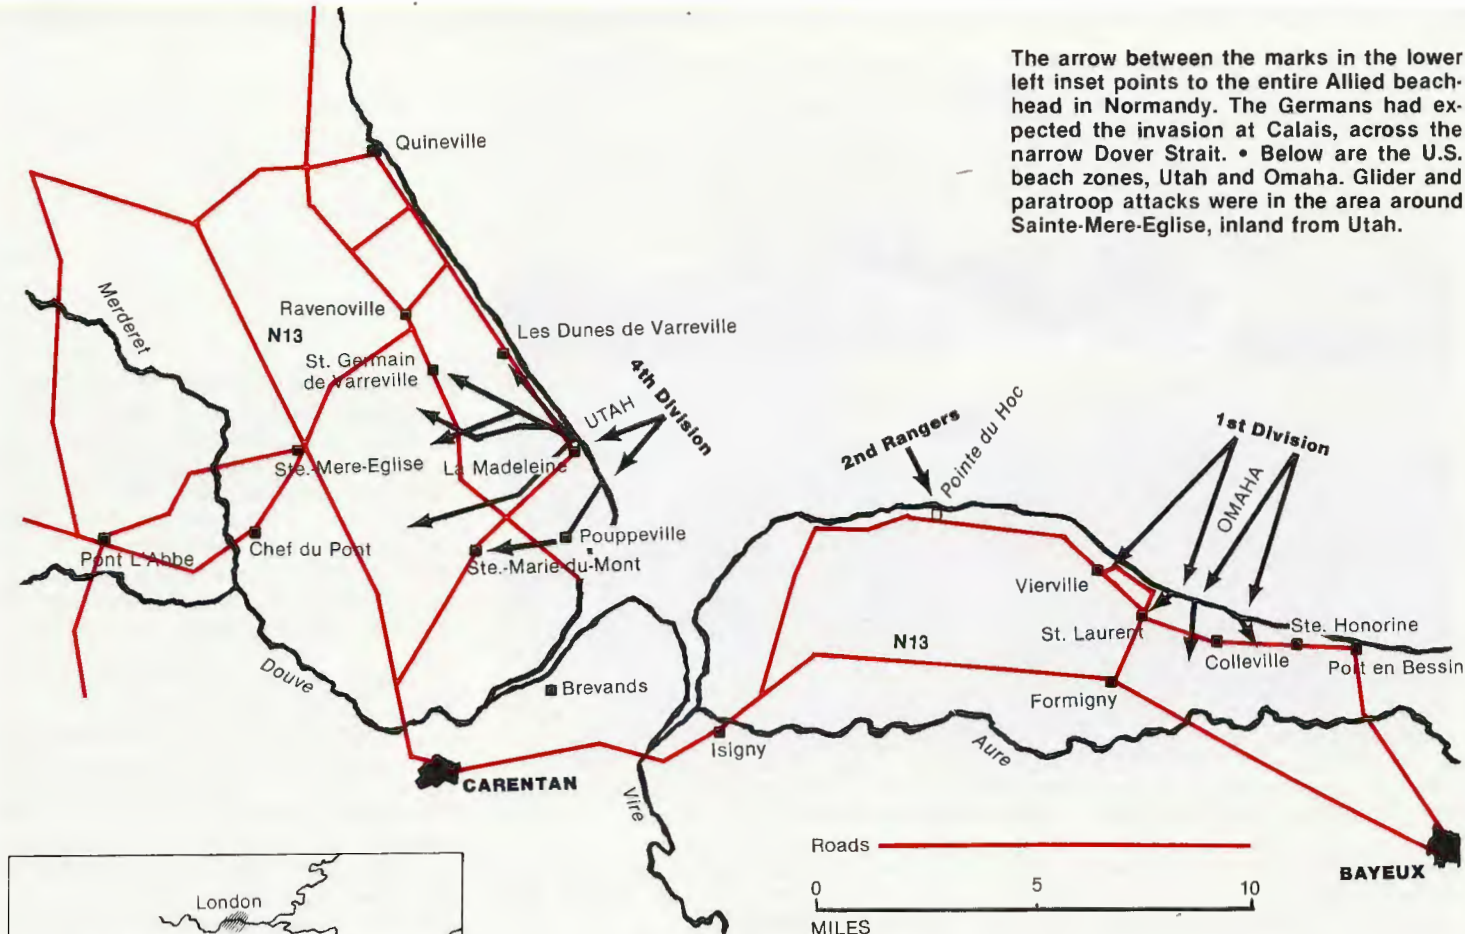 The arrow between the marks in the lower
left inset points to the entire Allied beach-
head in Normandy. The Germans had ex-
pected the invasion at Calais, across the
narrow Dover Strait. • Below are the U.S.
beach zones, Utah and Omaha. Glider and
paratroop attacks were in the area around
Sainte-Mere-Eglise, inland from Utah.
Quineville
Merderet
Ravenoville
N13
Les Dunes de Varreville
St. Germain
de Varreville
4th Division
UTAH
Ste.-Mere-Eglise
La Madeleine
Pont L'Abbe
Chef du Pont
Pouppeville
Ste.-Marie-du-Mont
Douve
Brevands
CARENTAN
2nd Rangers
Pointe du Hoc
1st Division
OMAHA
Vierville
St. Laurent
Ste. Honorine
Colleville
Port en Bessin
N13
Formigny
Isigny
Aure
Vire
BAYEUX
Roads
0 5 10
MILES
London